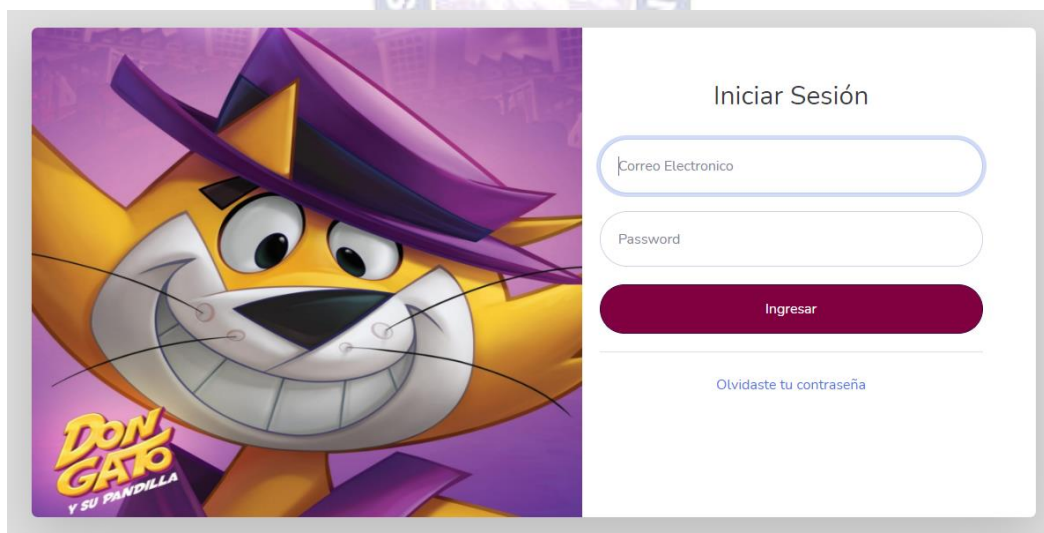 Iniciar Sesión
Correo Electronico
Password
Ingresar
Olvidaste tu contraseña
DON
GATO
Y SU PANDILLA